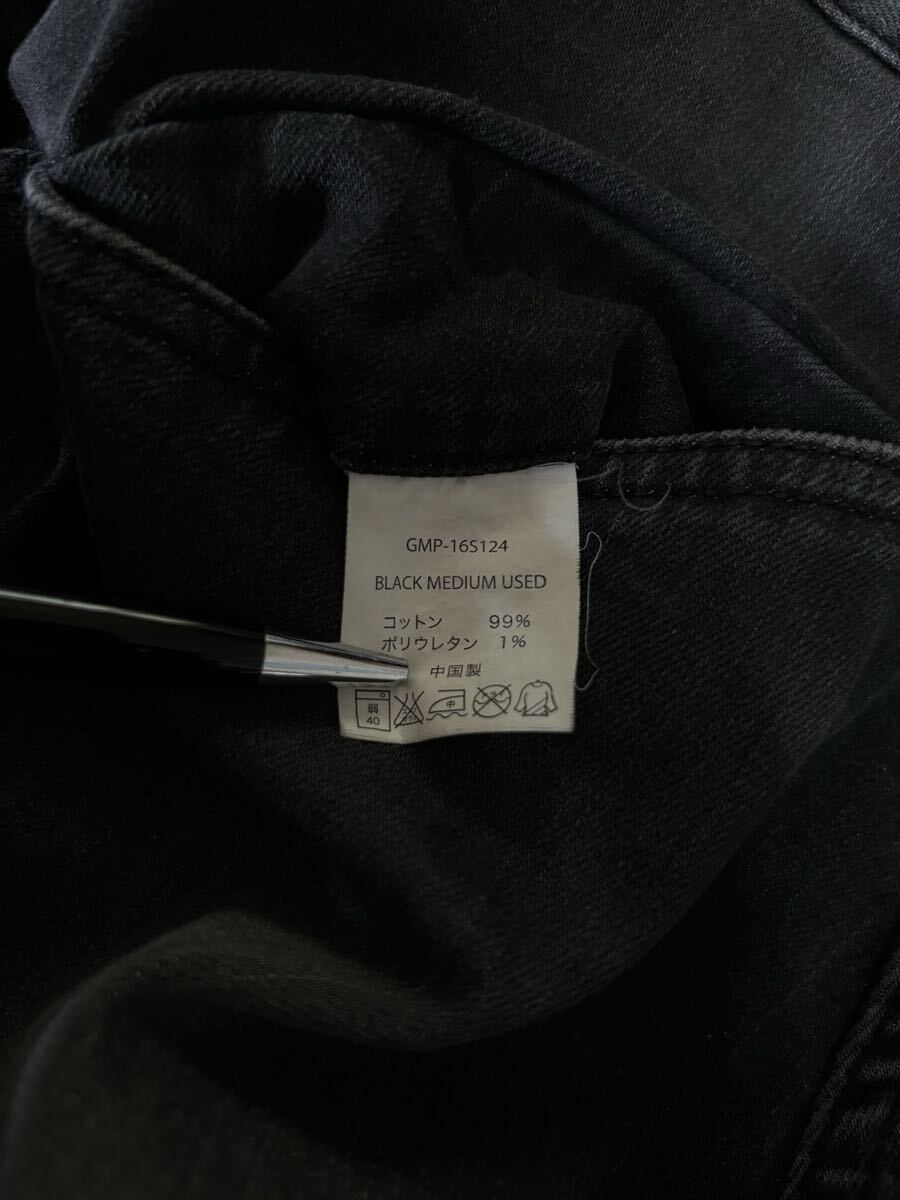 GMP-16S124
BLACK MEDIUM USED
コットン 99%
ポリウレタン 1%
中国製
弱 中
40